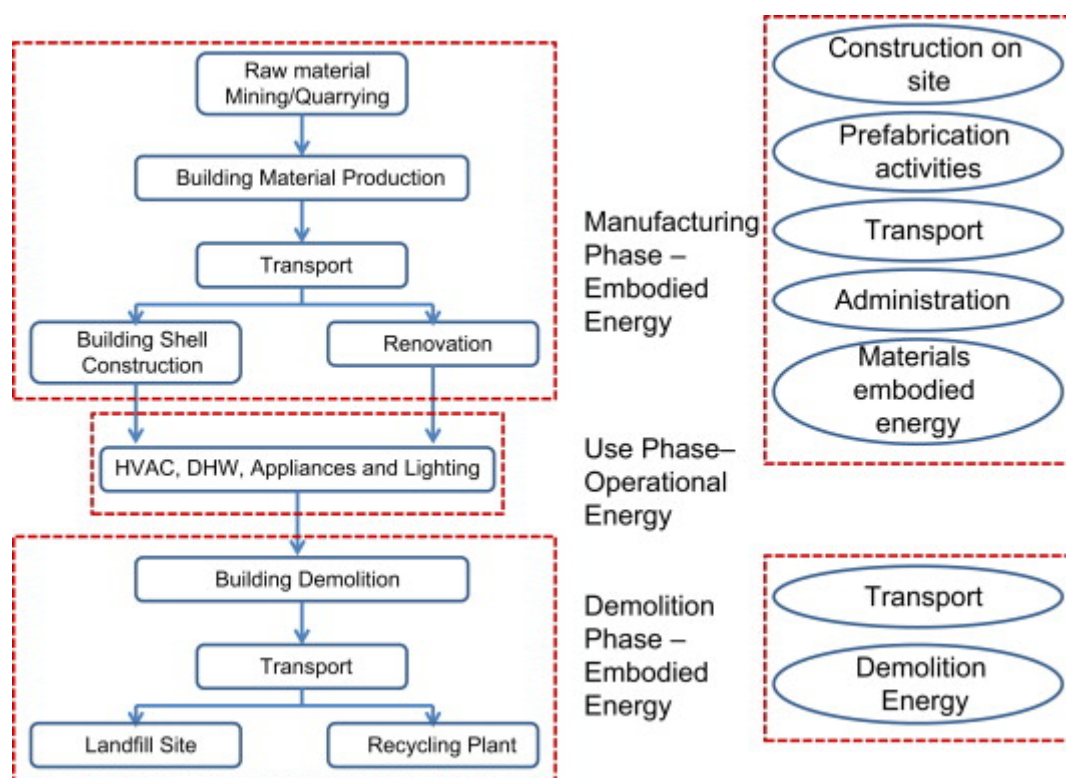 Raw material
Mining/Quarrying
Building Material Production
Transport
Building Shell
Construction
Renovation
HVAC, DHW, Appliances and Lighting
Building Demolition
Transport
Landfill Site
Recycling Plant
Manufacturing
Phase –
Embodied
Energy
Use Phase–
Operational
Energy
Demolition
Phase –
Embodied
Energy
Construction on
site
Prefabrication
activities
Transport
Administration
Materials
embodied
energy
Transport
Demolition
Energy